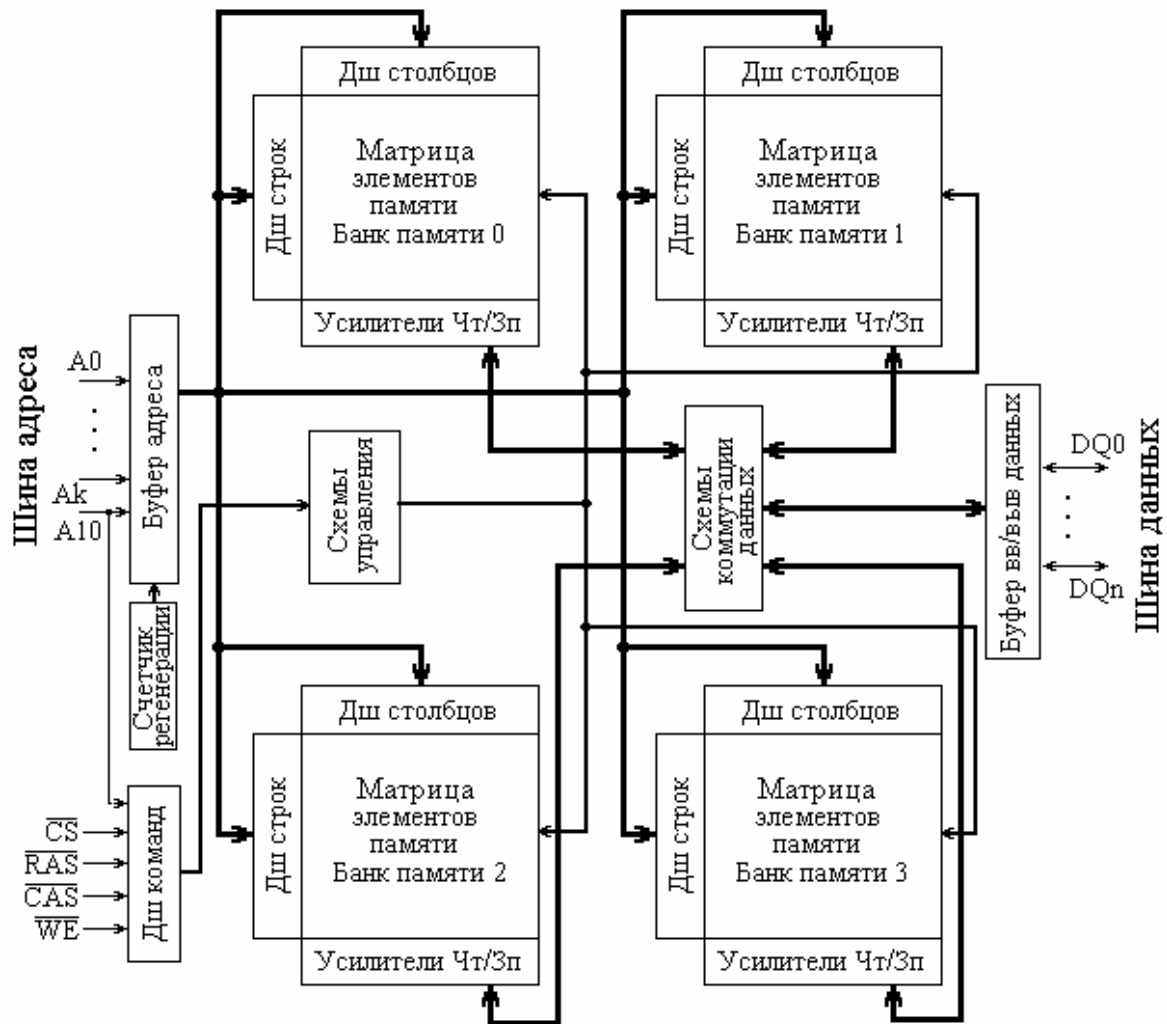 Дш столбцов
Дш строк
Матрица
элементов
памяти
Банк памяти 0
Усилители Чт/Зп
Дш столбцов
Дш строк
Матрица
элементов
памяти
Банк памяти 1
Усилители Чт/Зп
Шина адреса
A0
Ak
A10
Буфер адреса
Счетчик
регенерации
Схемы
управления
Схемы
коммутации
данных
Буфер вв/выв данных
DQ0
DQn
Шина данных
CS
RAS
CAS
WE
Дш команд
Дш столбцов
Дш строк
Матрица
элементов
памяти
Банк памяти 2
Усилители Чт/Зп
Дш столбцов
Дш строк
Матрица
элементов
памяти
Банк памяти 3
Усилители Чт/Зп